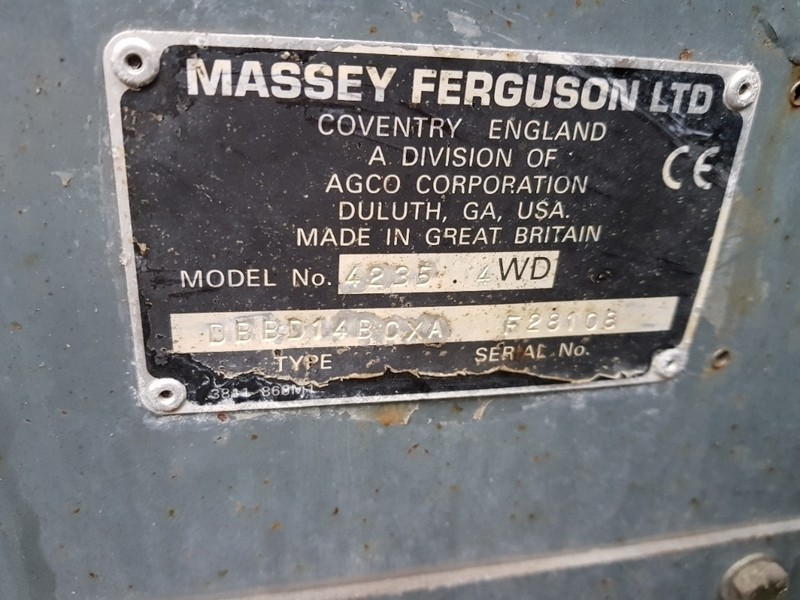 MASSEY FERGUSON LTD
COVENTRY ENGLAND
A DIVISION OF
AGCO CORPORATION
DULUTH, GA, USA.
MADE IN GREAT BRITAIN
CE
MODEL No. 4235 . 4WD
F28108
TYPE SERIAL No.